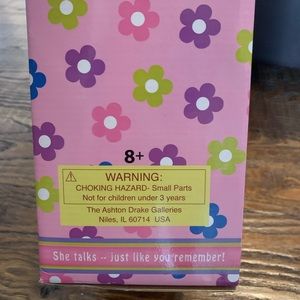 8+
⚠ WARNING:
CHOKING HAZARD- Small Parts
Not for children under 3 years
The Ashton Drake Galleries
Niles, IL 60714 USA
She talks -- just like you remember!